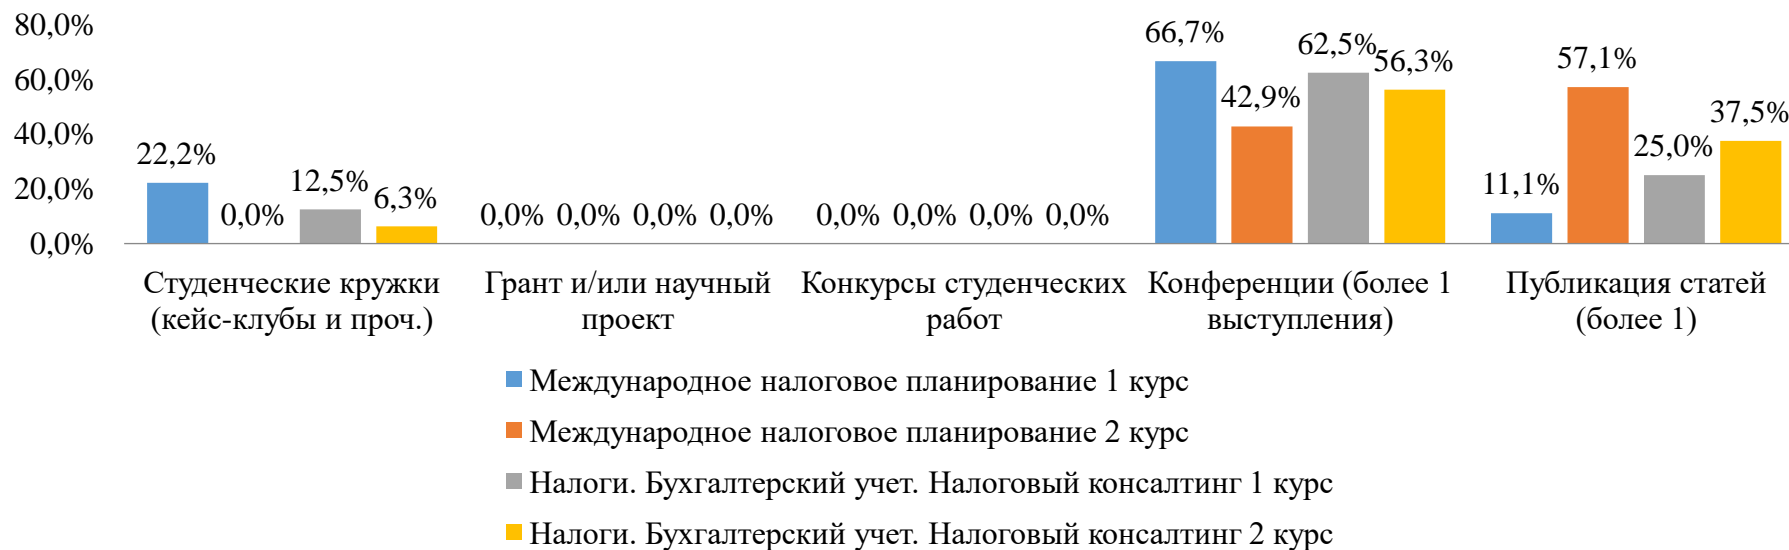 80,0%
60,0%
40,0%
20,0%
0,0%
22,2%
0,0%
12,5%
6,3%
0,0% 0,0% 0,0% 0,0%
0,0% 0,0% 0,0% 0,0%
66,7%
42,9%
62,5%
56,3%
11,1%
57,1%
25,0%
37,5%
Студенческие кружки
(кейс-клубы и проч.)
Грант и/или научный
проект
Конкурсы студенческих
работ
Конференции (более 1
выступления)
Публикация статей
(более 1)
Международное налоговое планирование 1 курс
Международное налоговое планирование 2 курс
Налоги. Бухгалтерский учет. Налоговый консалтинг 1 курс
Налоги. Бухгалтерский учет. Налоговый консалтинг 2 курс